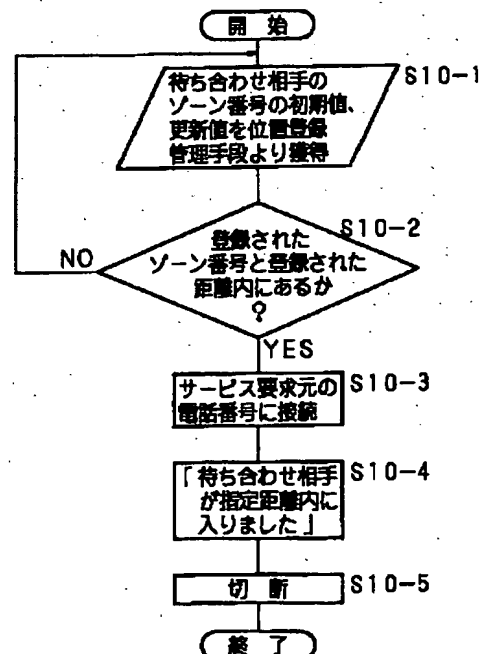 開 始
待ち合わせ相手の
ゾーン番号の初期値、
更新値を位置登録
管理手段より獲得
S10-1
S10-2
登録された
ゾーン番号と登録された
距離内にあるか
?
NO
YES
サービス要求元の
電話番号に接続
S10-3
「待ち合わせ相手
が指定距離内に
入りました」
S10-4
切 断
S10-5
終 了